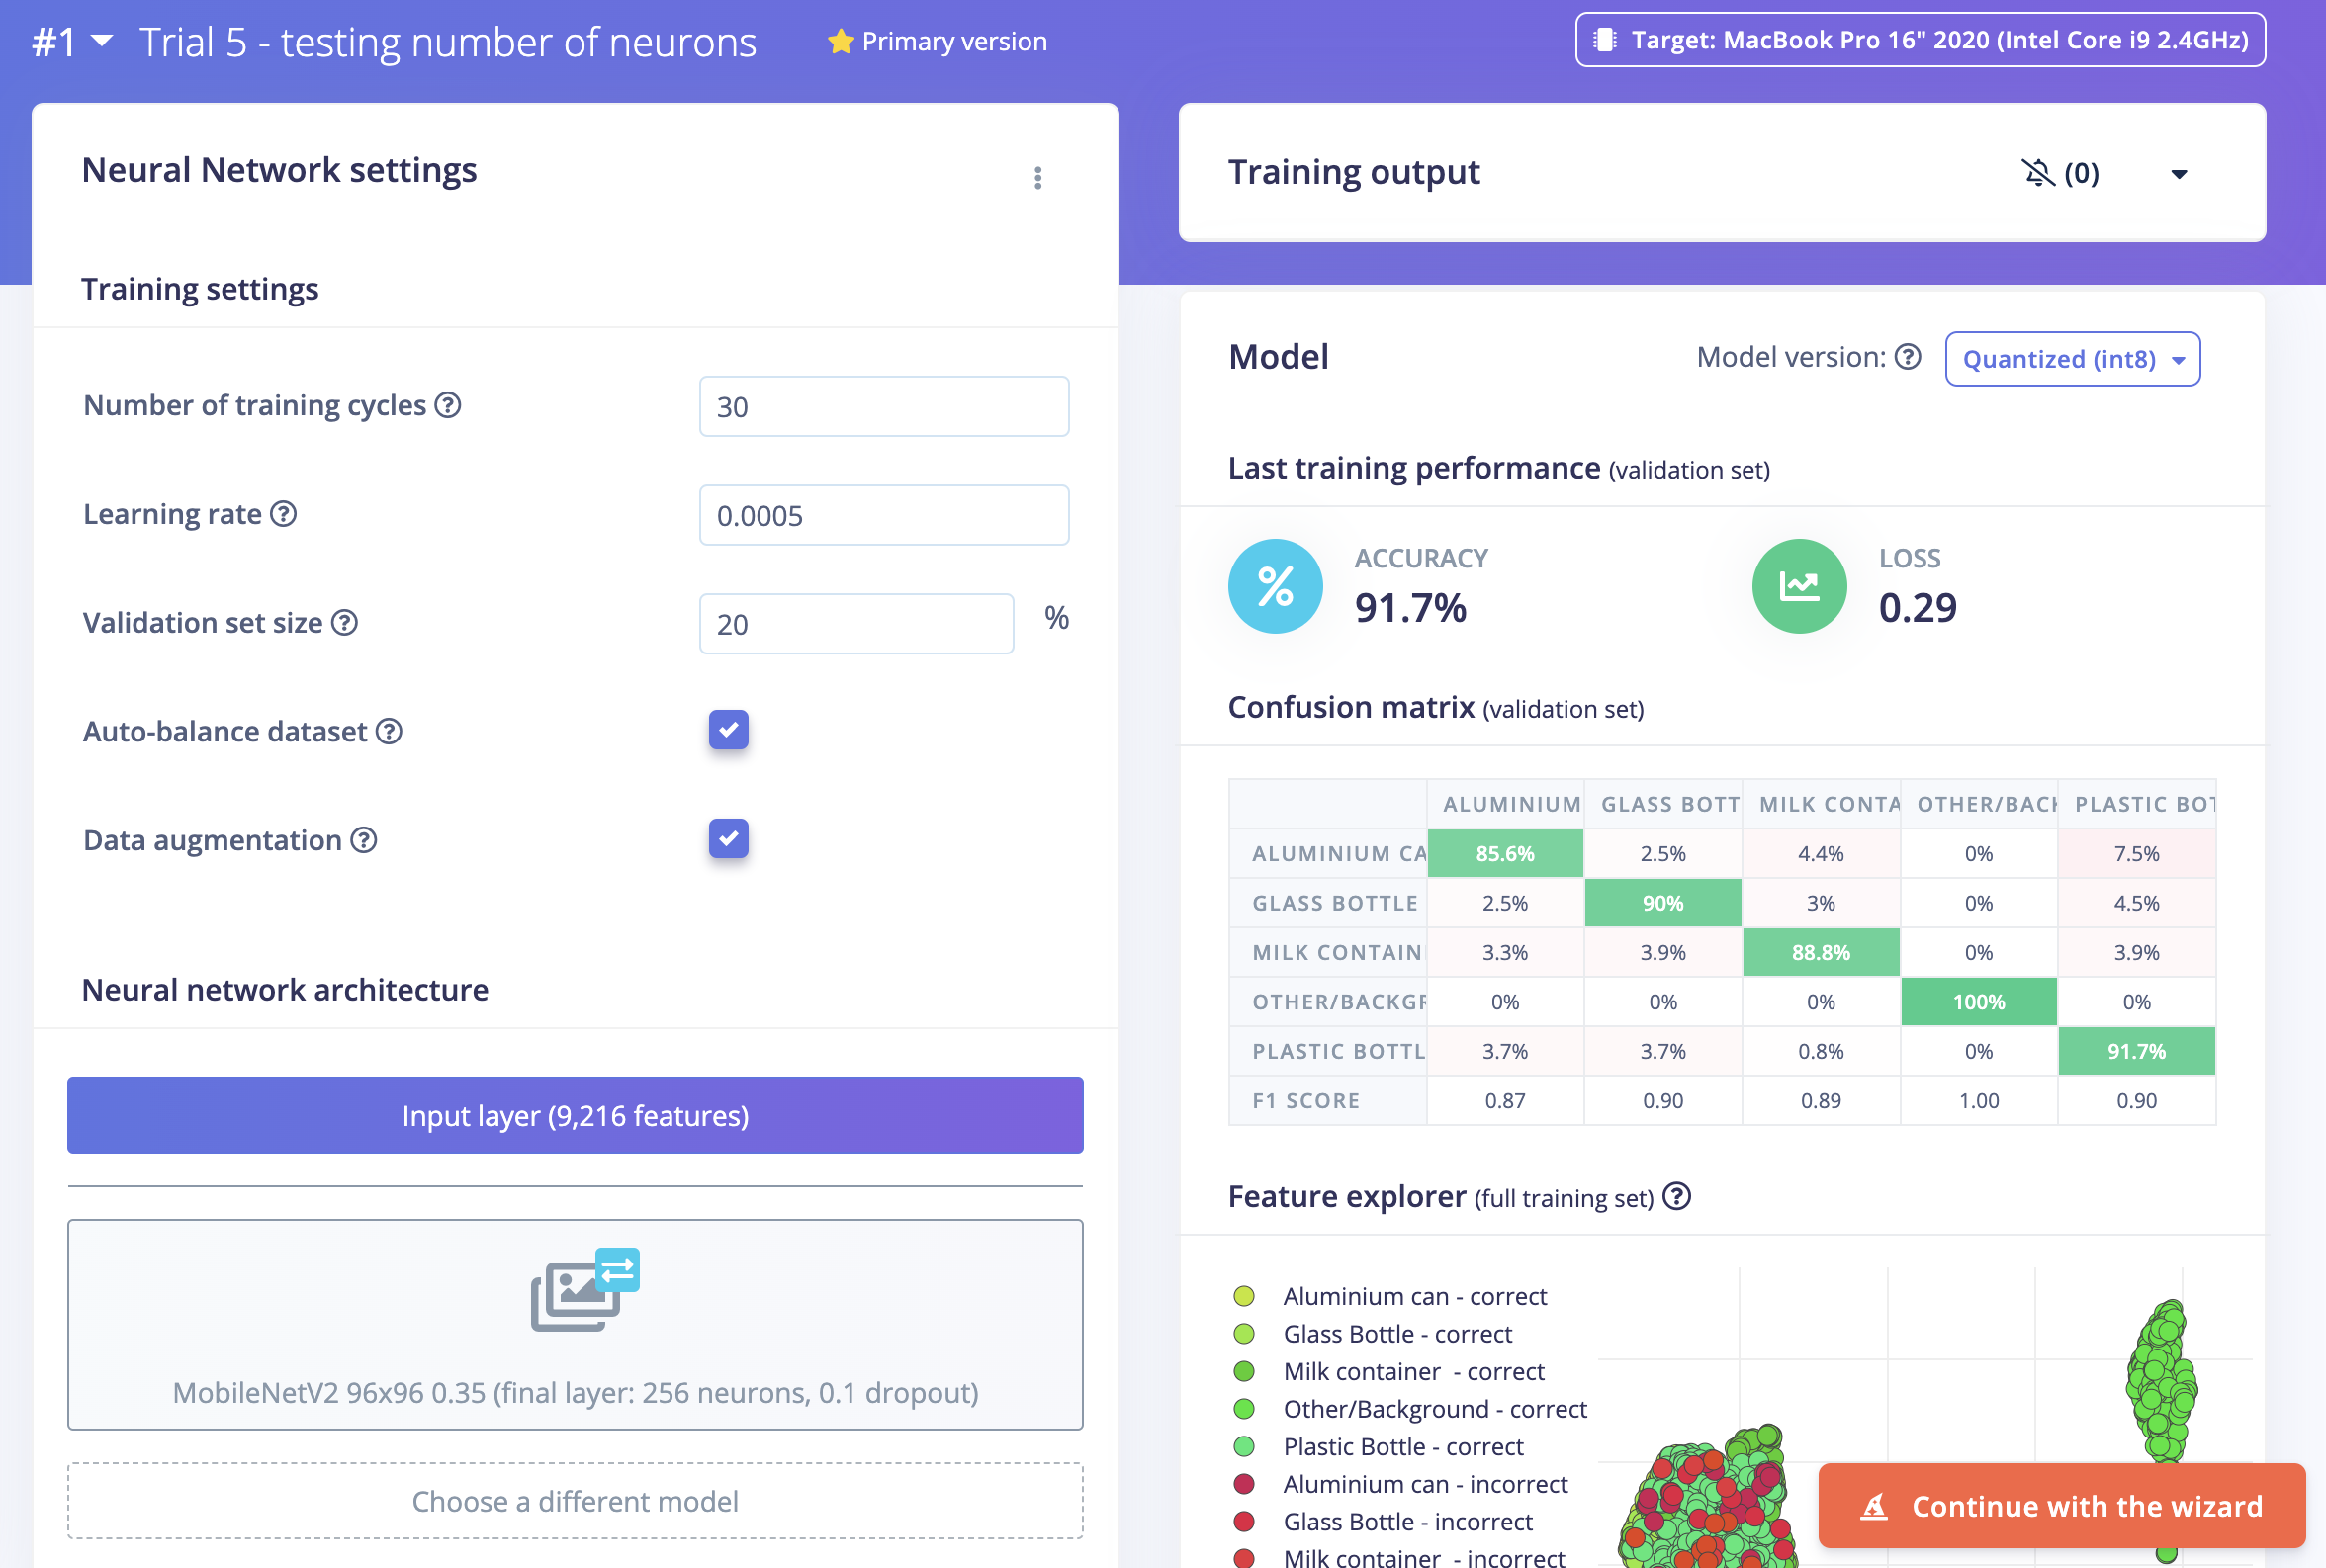 #1 Trial 5 - testing number of neurons
Primary version
Target: MacBook Pro 16" 2020 (Intel Core i9 2.4GHz)
Neural Network settings
Training settings
Number of training cycles ?
30
Learning rate ?
0.0005
Validation set size ?
20 %
Auto-balance dataset ?
Data augmentation ?
Neural network architecture
Input layer (9,216 features)
MobileNetV2 96x96 0.35 (final layer: 256 neurons, 0.1 dropout)
Choose a different model
Training output
(0)
Model
Model version: ? Quantized (int8)
Last training performance (validation set)
% ACCURACY
91.7%
LOSS
0.29
Confusion matrix (validation set)
ALUMINIUM GLASS BOTT MILK CONTA OTHER/BACK PLASTIC BOT
ALUMINIUM CA 85.6% 2.5% 4.4% 0% 7.5%
GLASS BOTTLE 2.5% 90% 3% 0% 4.5%
MILK CONTAIN 3.3% 3.9% 88.8% 0% 3.9%
OTHER/BACKGR 0% 0% 0% 100% 0%
PLASTIC BOTTL 3.7% 3.7% 0.8% 0% 91.7%
F1 SCORE 0.87 0.90 0.89 1.00 0.90
Feature explorer (full training set) ?
Aluminium can - correct
Glass Bottle - correct
Milk container - correct
Other/Background - correct
Plastic Bottle - correct
Aluminium can - incorrect
Glass Bottle - incorrect
Milk container - incorrect
Continue with the wizard